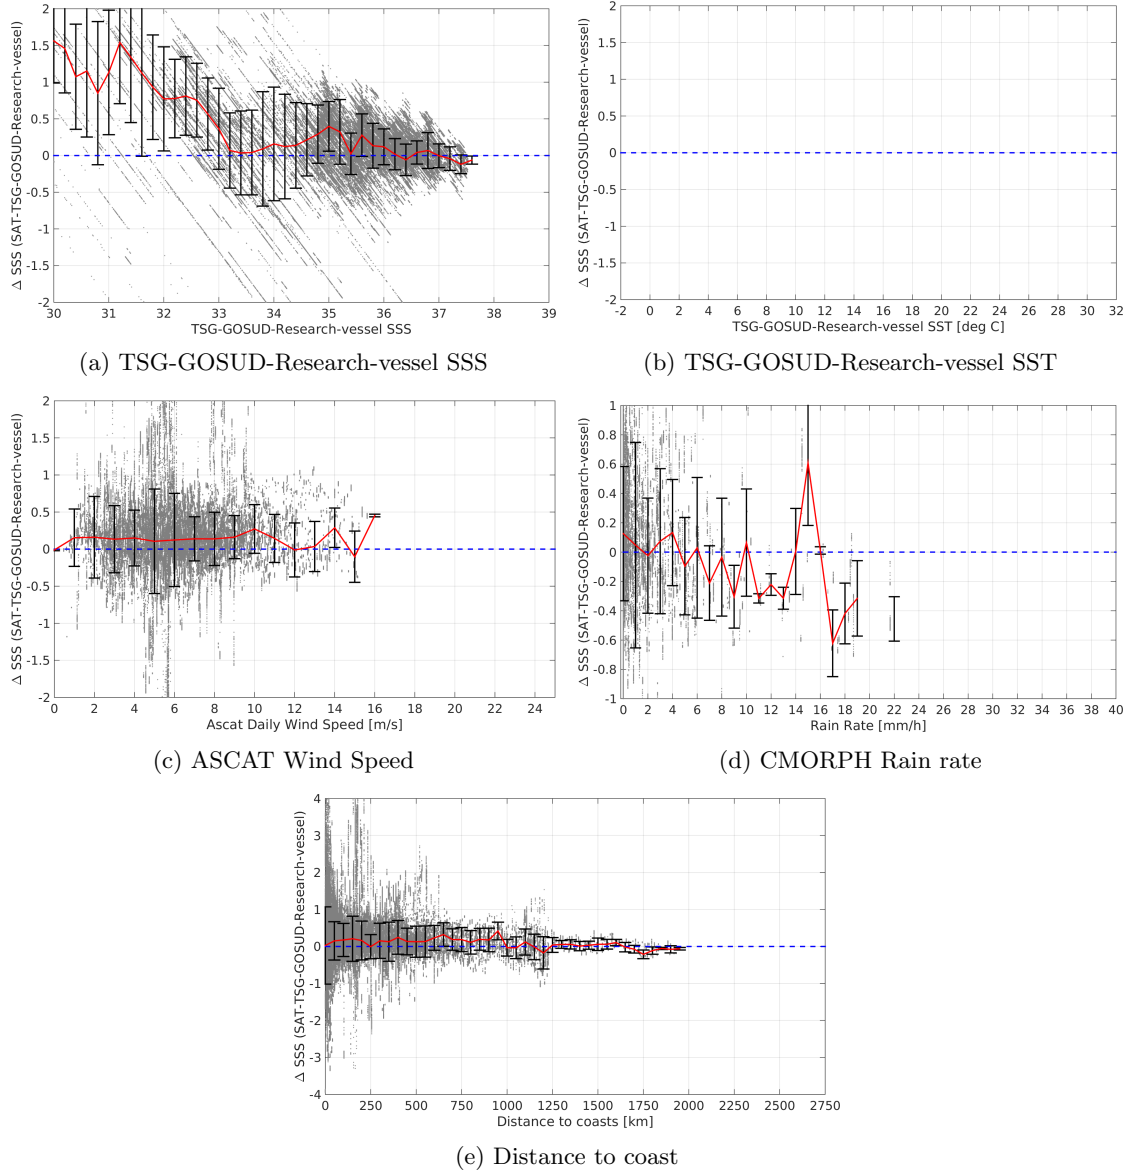 2
1.5
1
0.5
0
-0.5
-1
-1.5
-2
Δ SSS (SAT-TSG-GOSUD-Research-vessel)
30 31 32 33 34 35 36 37 38 39
TSG-GOSUD-Research-vessel SSS
(a) TSG-GOSUD-Research-vessel SSS
2
1.5
1
0.5
0
-0.5
-1
-1.5
-2
Δ SSS (SAT-TSG-GOSUD-Research-vessel)
-2 0 2 4 6 8 10 12 14 16 18 20 22 24 26 28 30 32
TSG-GOSUD-Research-vessel SST [deg C]
(b) TSG-GOSUD-Research-vessel SST
2
1.5
1
0.5
0
-0.5
-1
-1.5
-2
Δ SSS (SAT-TSG-GOSUD-Research-vessel)
0 2 4 6 8 10 12 14 16 18 20 22 24
Ascat Daily Wind Speed [m/s]
(c) ASCAT Wind Speed
1
0.8
0.6
0.4
0.2
0
-0.2
-0.4
-0.6
-0.8
-1
Δ SSS (SAT-TSG-GOSUD-Research-vessel)
0 2 4 6 8 10 12 14 16 18 20 22 24 26 28 30 32 34 36 38 40
Rain Rate [mm/h]
(d) CMORPH Rain rate
4
3
2
1
0
-1
-2
-3
-4
Δ SSS (SAT-TSG-GOSUD-Research-vessel)
0 250 500 750 1000 1250 1500 1750 2000 2250 2500 2750
Distance to coasts [km]
(e) Distance to coast